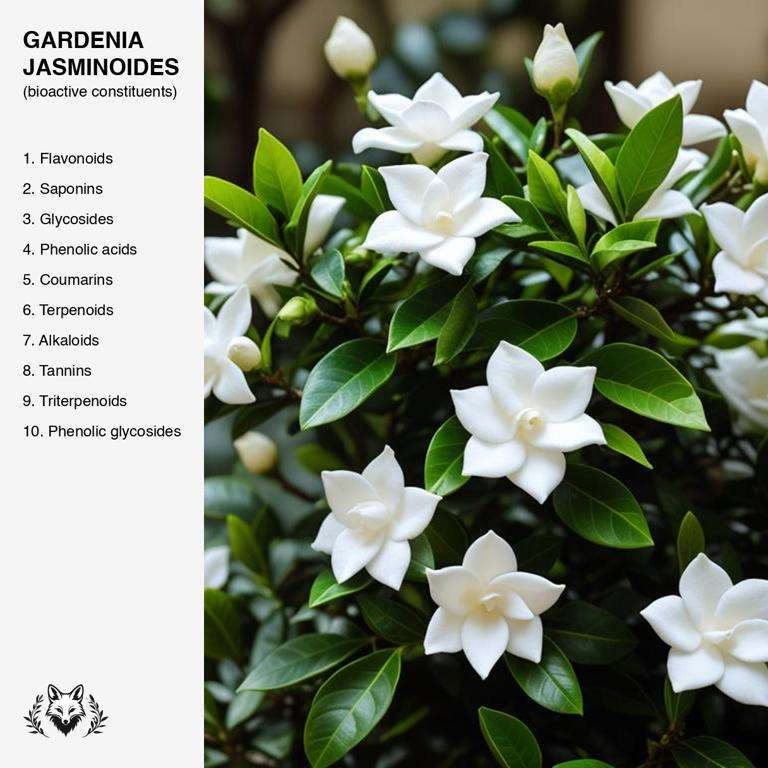 GARDENIA
JASMINOIDES
(bioactive constituents)
1. Flavonoids
2. Saponins
3. Glycosides
4. Phenolic acids
5. Coumarins
6. Terpenoids
7. Alkaloids
8. Tannins
9. Triterpenoids
10. Phenolic glycosides